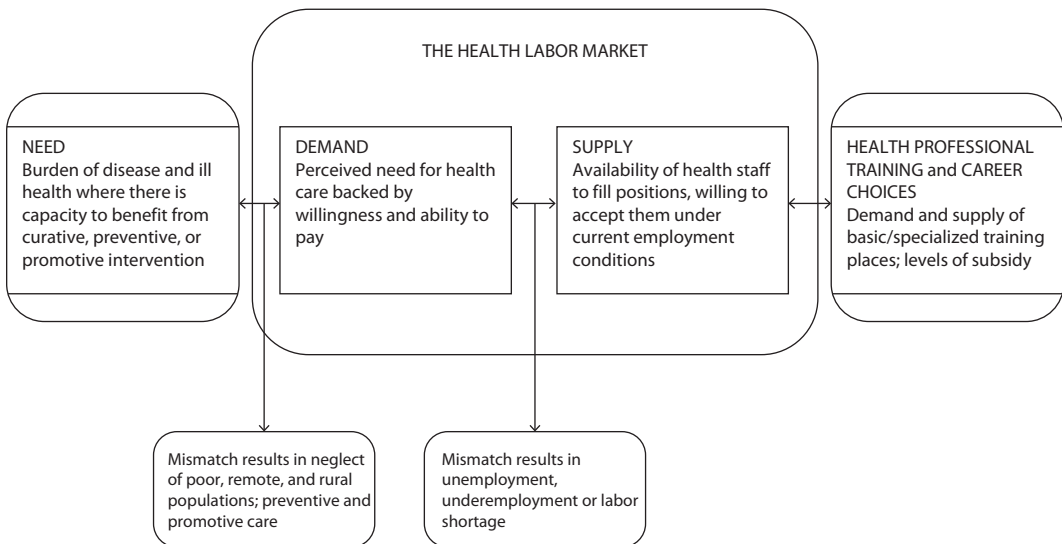 THE HEALTH LABOR MARKET
NEED
Burden of disease and ill
health where there is
capacity to benefit from
curative, preventive, or
promotive intervention
DEMAND
Perceived need for health
care backed by
willingness and ability to
pay
SUPPLY
Availability of health staff
to fill positions, willing to
accept them under
current employment
conditions
HEALTH PROFESSIONAL
TRAINING and CAREER
CHOICES
Demand and supply of
basic/specialized training
places; levels of subsidy
Mismatch results in neglect
of poor, remote, and rural
populations; preventive and
promotive care
Mismatch results in
unemployment,
underemployment or labor
shortage